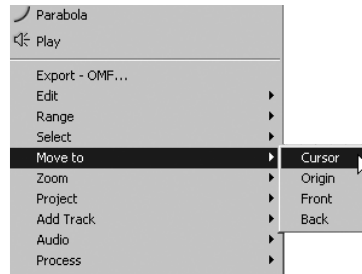 Parabola
Play
Export - OMF...
Edit
Range
Select
Move to
Cursor
Zoom
Origin
Project
Front
Add Track
Back
Audio
Process